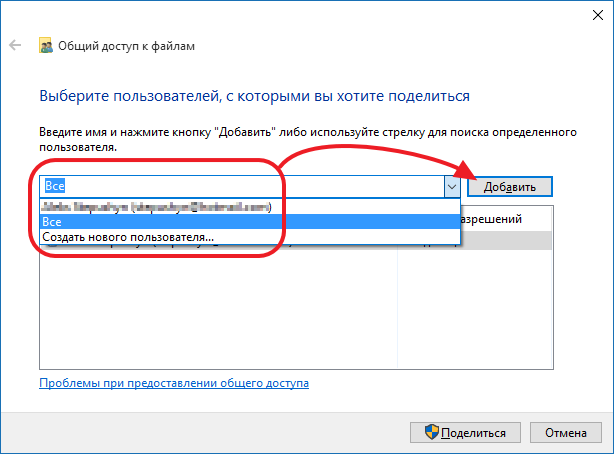 Общий доступ к файлам
Выберите пользователей, с которыми вы хотите поделиться
Введите имя и нажмите кнопку "Добавить" либо используйте стрелку для поиска определенного
пользователя.
Все
Добавить
Все
азрешений
Создать нового пользователя...
Проблемы при предоставлении общего доступа
Поделиться
Отмена